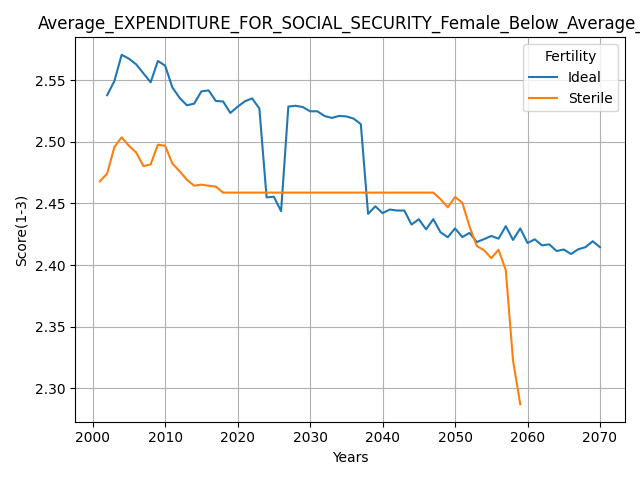 Average_EXPENDITURE_FOR_SOCIAL_SECURITY_Female_Below_Average_
Fertility
Ideal
Sterile
Score(1-3)
2.55
2.50
2.45
2.40
2.35
2.30
2000 2010 2020 2030 2040 2050 2060 2070
Years